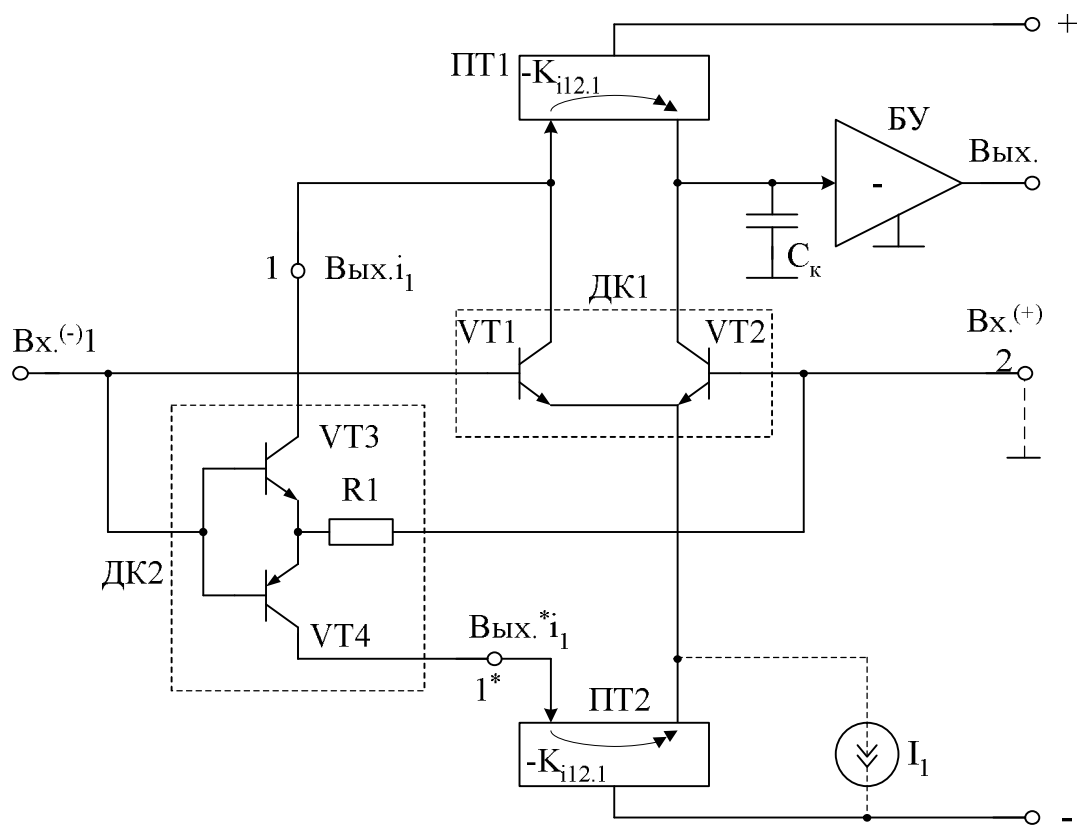 +
ПТ1
-Ki12.1
БУ
Вых.
-
1
Вых.i1
Cк
ДК1
Вх.(-)1
VT1
VT2
Вх.(+)
2
VT3
R1
ДК2
VT4
Вых.*i1
1*
ПТ2
-Ki12.1
I1
-